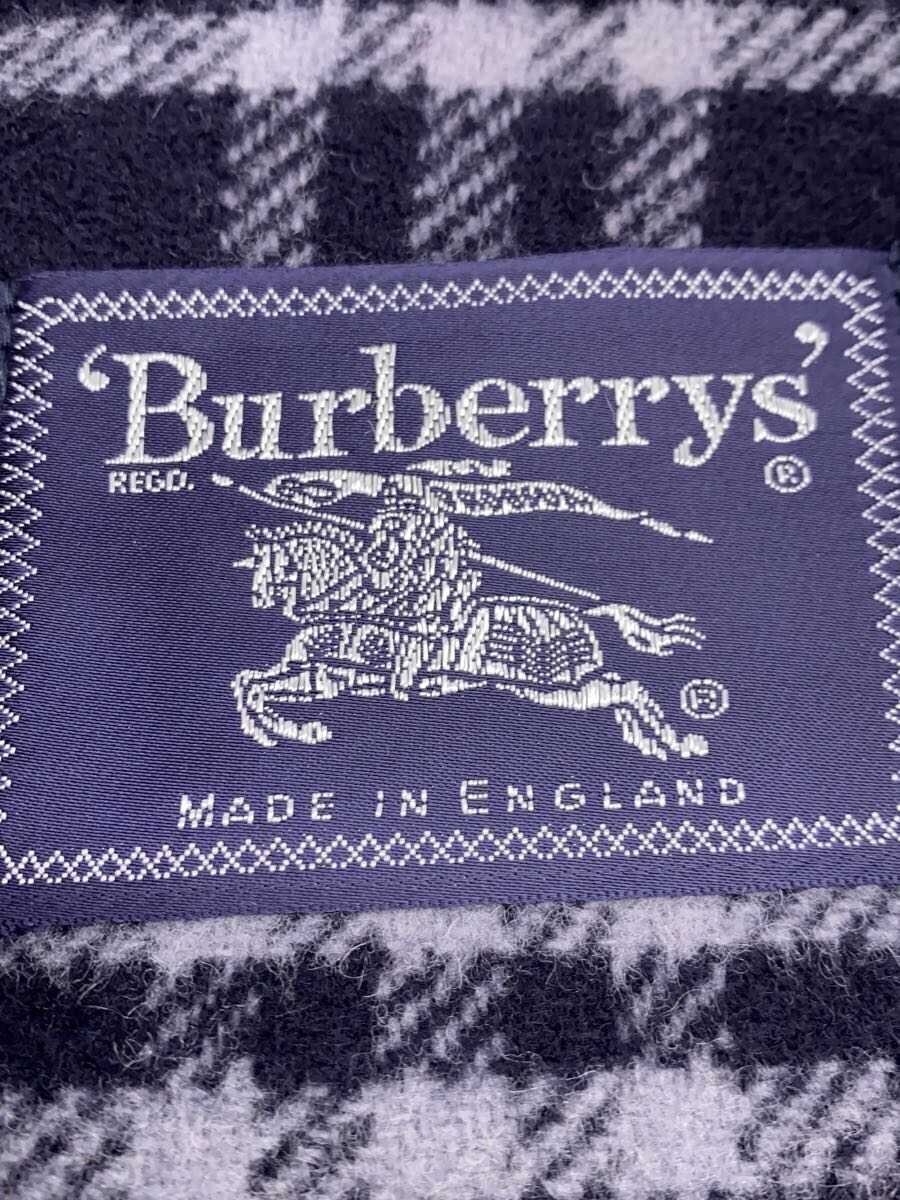 ‘Burberrys’
REGD. ®
®
MADE IN ENGLAND